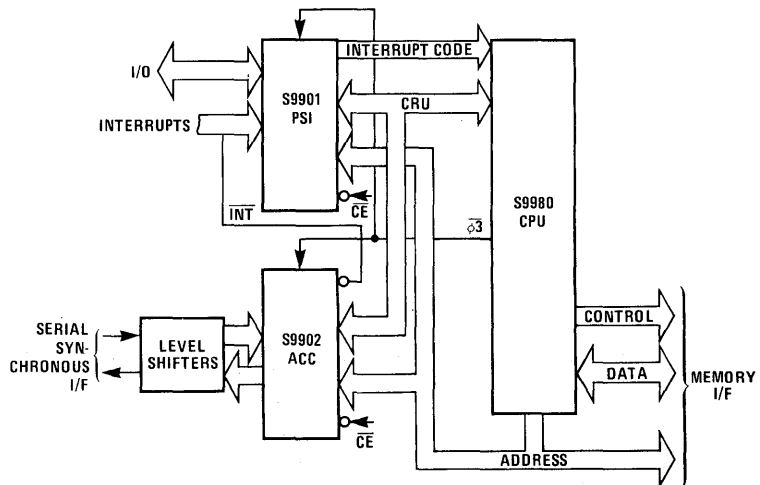 I/O
INTERRUPTS
S9901
PSI
INTERRUPT CODE
CRU
CE
INT
S9980
CPU
φ3
SERIAL
SYN-
CHRONOUS
I/F
LEVEL
SHIFTERS
S9902
ACC
CE
CONTROL
DATA
MEMORY
I/F
ADDRESS